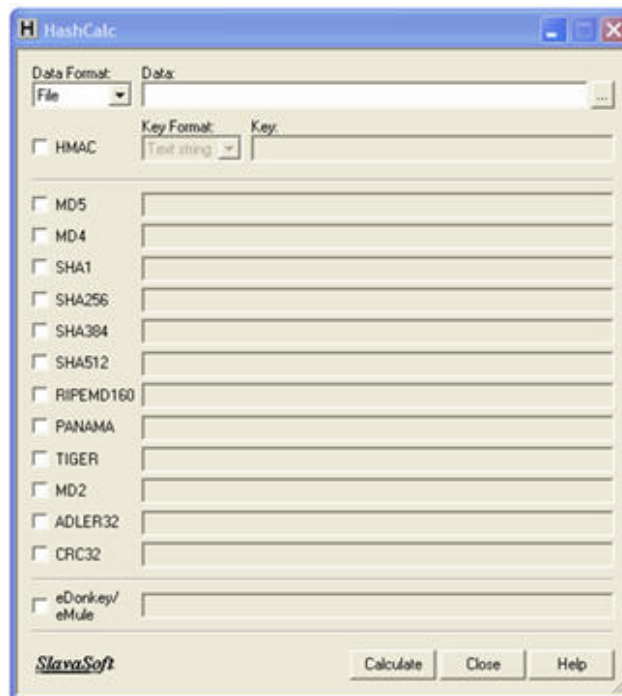 H HashCalc
Data Format: Data:
File ...
Key Format: Key:
HMAC Text string
MD5
MD4
SHA1
SHA256
SHA384
SHA512
RIPEMD160
PANAMA
TIGER
MD2
ADLER32
CRC32
eDonkey/
eMule
SlavaSoft Calculate Close Help